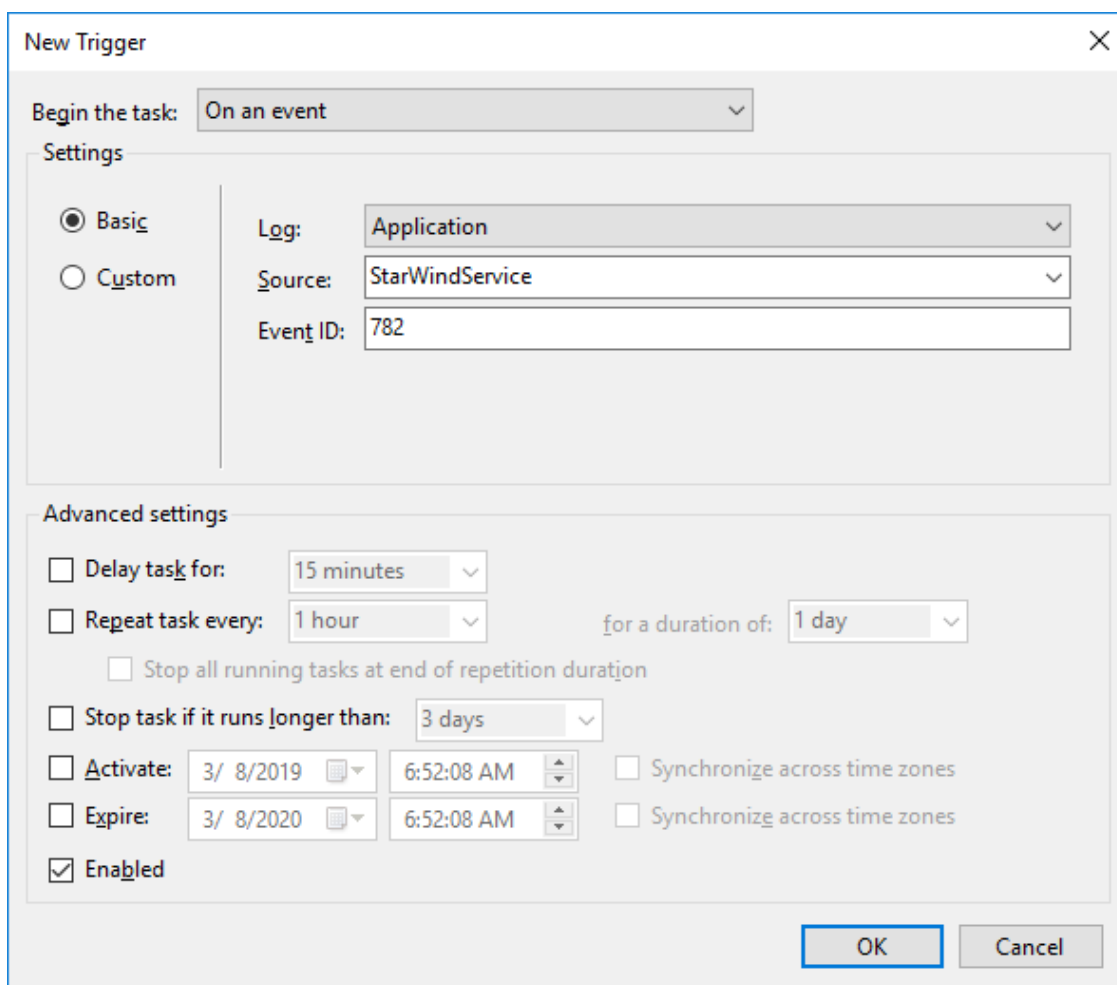 New Trigger
Begin the task: On an event
Settings
Basic
Log: Application
Custom
Source: StarWindService
Event ID: 782
Advanced settings
Delay task for: 15 minutes
Repeat task every: 1 hour for a duration of: 1 day
Stop all running tasks at end of repetition duration
Stop task if it runs longer than: 3 days
Activate: 3/ 8/2019 6:52:08 AM Synchronize across time zones
Expire: 3/ 8/2020 6:52:08 AM Synchronize across time zones
Enabled
OK Cancel